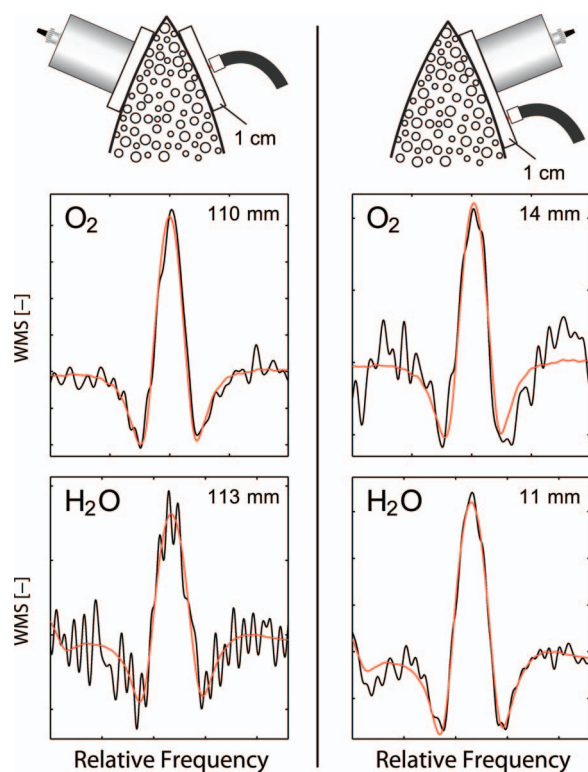 1 cm
1 cm
O₂ 110 mm
O₂ 14 mm
WMS [–]
H₂O 113 mm
H₂O 11 mm
WMS [–]
Relative Frequency
Relative Frequency